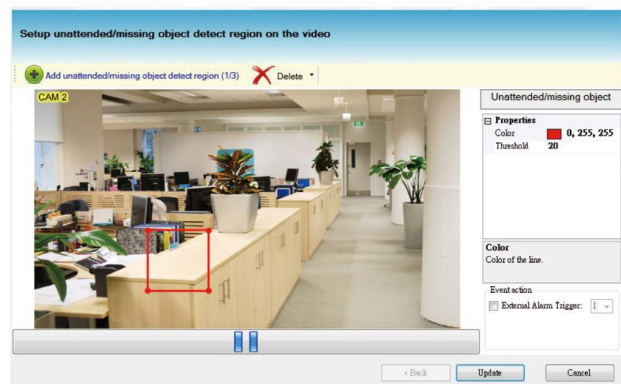 Setup unattended/missing object detect region on the video
Add unattended/missing object detect region (1/3)
Delete
CAM 2
Unattended/missing object
Properties
Color 0, 255, 255
Threshold 20
Color
Color of the line.
Event action
External Alarm Trigger: 1
< Back
Update
Cancel